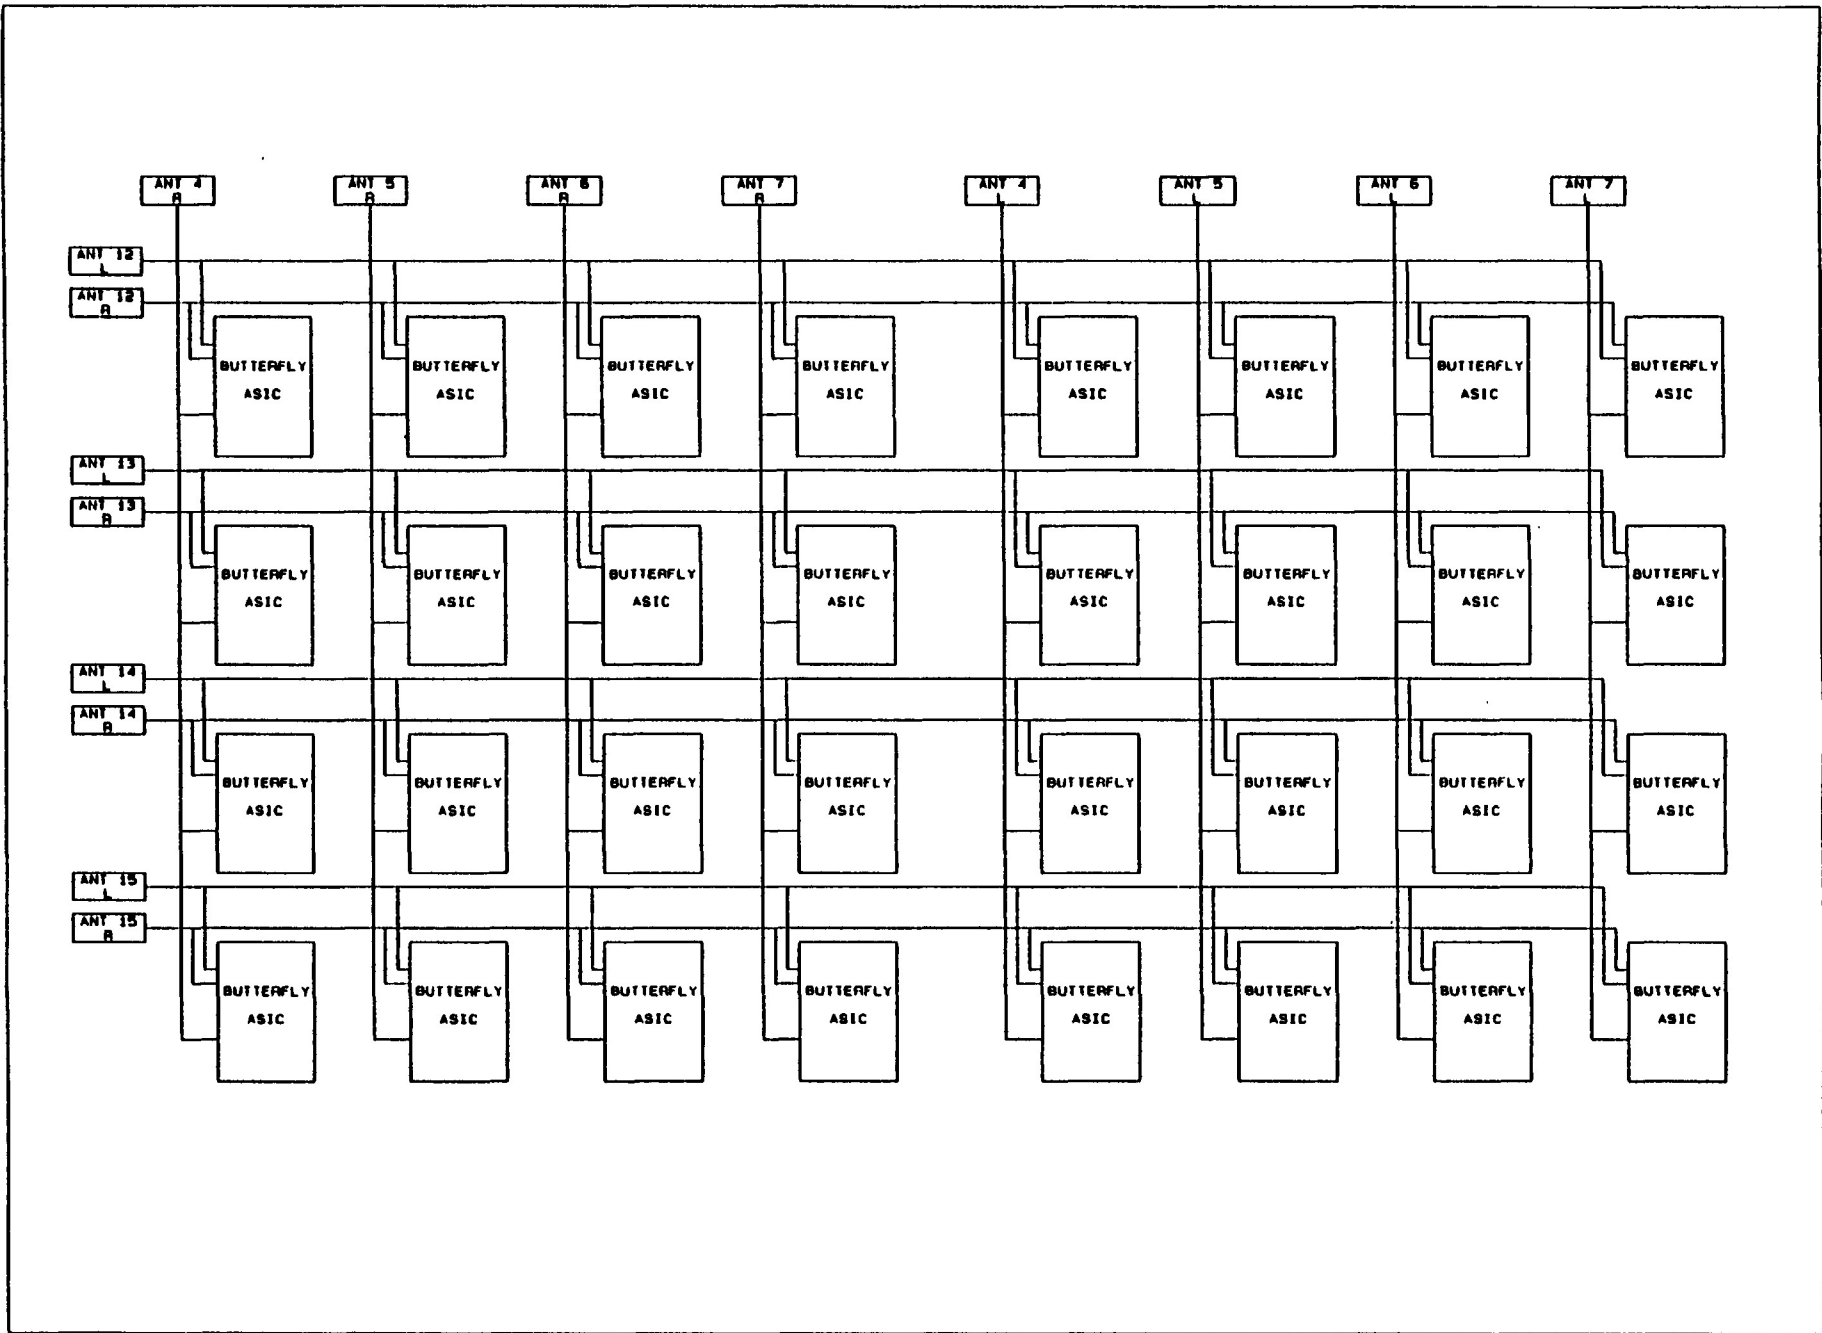 ANT 4 ANT 5 ANT 6 ANT 7 ANT 4 ANT 5 ANT 6 ANT 7
R R R R L L L L
ANT 12
L
ANT 12
R
BUTTERFLY BUTTERFLY BUTTERFLY BUTTERFLY BUTTERFLY BUTTERFLY BUTTERFLY BUTTERFLY
ASIC ASIC ASIC ASIC ASIC ASIC ASIC ASIC
ANT 13
L
ANT 13
R
BUTTERFLY BUTTERFLY BUTTERFLY BUTTERFLY BUTTERFLY BUTTERFLY BUTTERFLY BUTTERFLY
ASIC ASIC ASIC ASIC ASIC ASIC ASIC ASIC
ANT 14
L
ANT 14
R
BUTTERFLY BUTTERFLY BUTTERFLY BUTTERFLY BUTTERFLY BUTTERFLY BUTTERFLY BUTTERFLY
ASIC ASIC ASIC ASIC ASIC ASIC ASIC ASIC
ANT 15
L
ANT 15
R
BUTTERFLY BUTTERFLY BUTTERFLY BUTTERFLY BUTTERFLY BUTTERFLY BUTTERFLY BUTTERFLY
ASIC ASIC ASIC ASIC ASIC ASIC ASIC ASIC